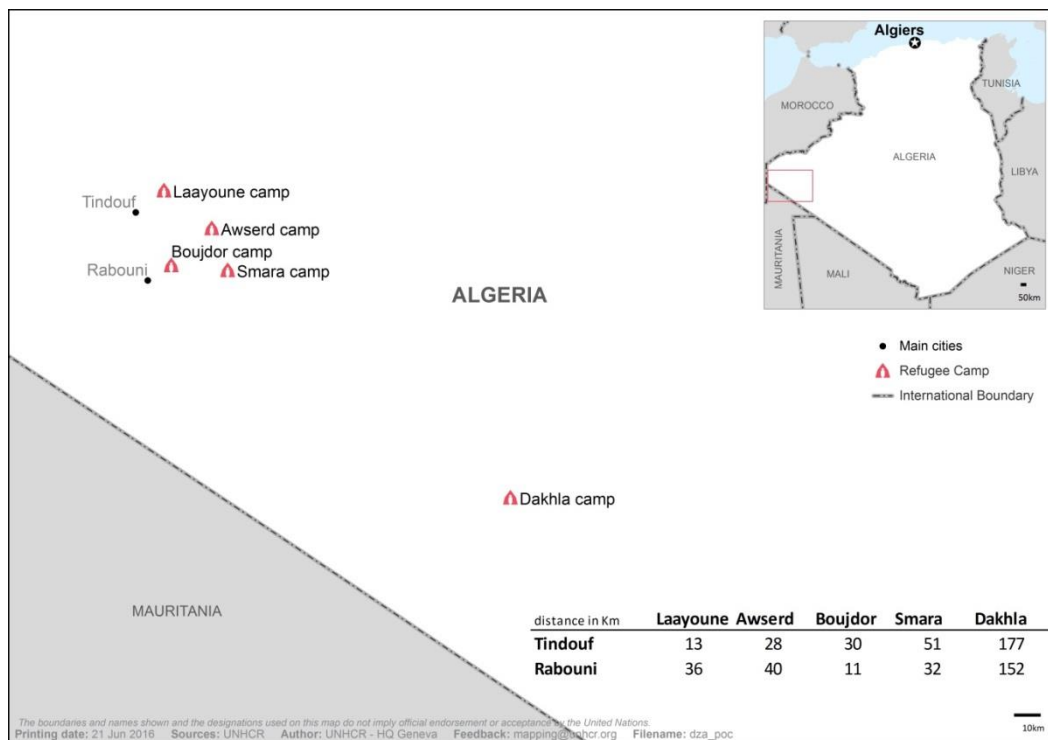 Algiers
TUNISIA
MOROCCO
ALGERIA
LIBYA
MAURITANIA
MALI
NIGER
50km
Laayoune camp
Tindouf
Awserd camp
Boujdor camp
Rabouni
Smara camp
ALGERIA
Main cities
Refugee Camp
International Boundary
Dakhla camp
MAURITANIA
distance in Km Laayoune Awserd Boujdor Smara Dakhla
Tindouf 13 28 30 51 177
Rabouni 36 40 11 32 152
10km
The boundaries and names shown and the designations used on this map do not imply official endorsement or acceptance by the United Nations.
Printing date: 21 Jun 2016 Sources: UNHCR Author: UNHCR - HQ Geneva Feedback: mapping@unhcr.org Filename: dza_poc